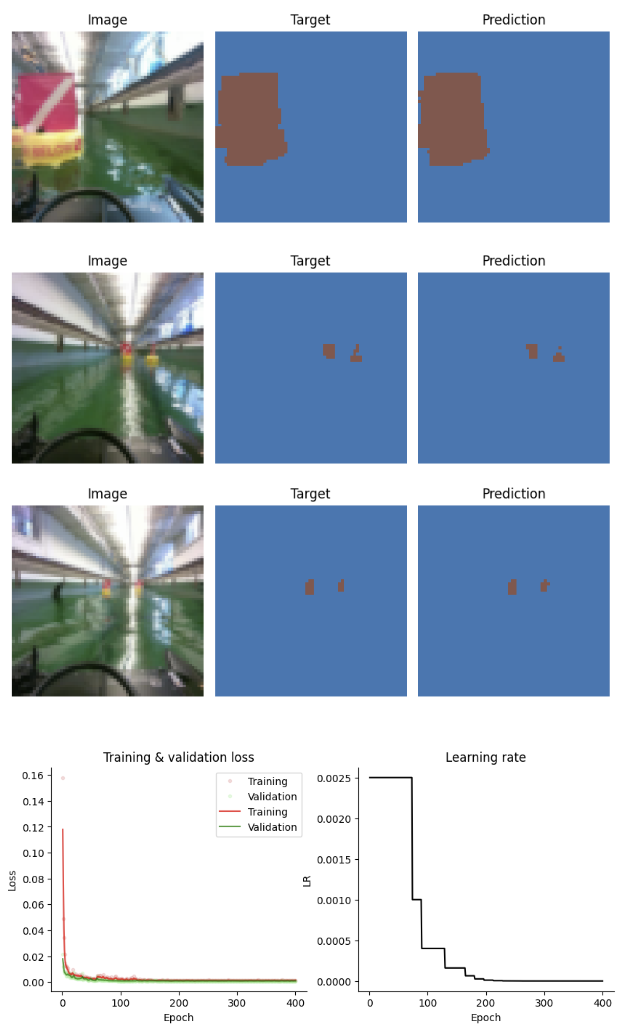 Image Target Prediction
Image Target Prediction
Image Target Prediction
Training & validation loss
0.16
0.14
0.12
0.10
0.08
0.06
0.04
0.02
0.00
Loss
0 100 200 300 400
Epoch
Training
Validation
Training
Validation
Learning rate
0.0025
0.0020
0.0015
0.0010
0.0005
0.0000
LR
0 100 200 300 400
Epoch